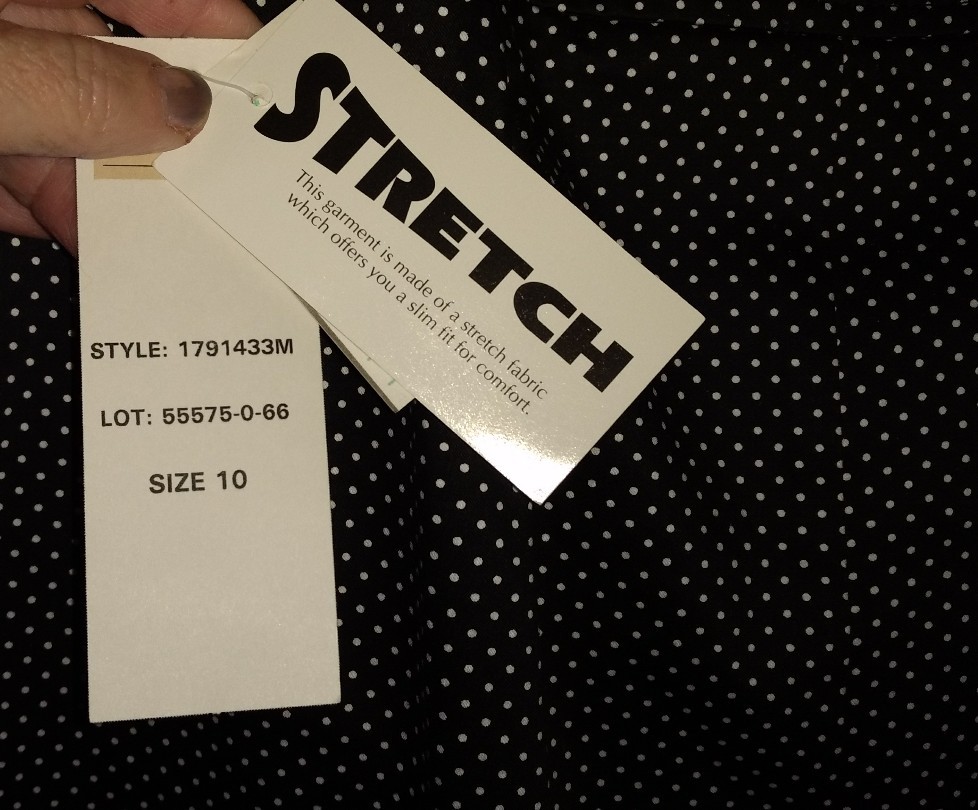 STRETCH
This garment is made of a stretch fabric
which offers you a slim fit for comfort.
STYLE: 1791433M
LOT: 55575-0-66
SIZE 10